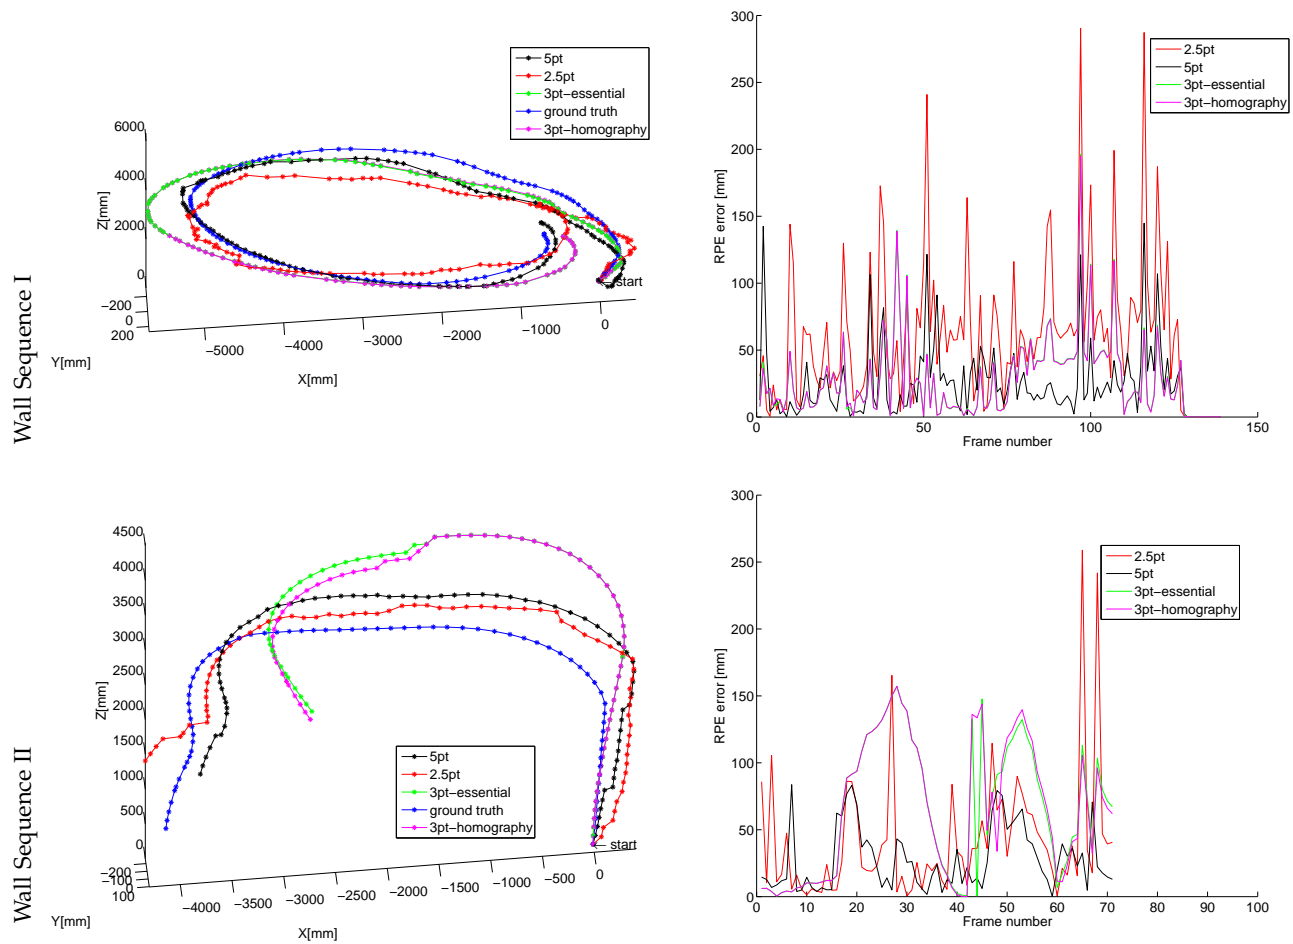 Wall Sequence I
6000
4000
2000
0
−200
0
200
Z[mm]
Y[mm]
−5000
−4000
−3000
−2000
−1000
0
X[mm]
start
5pt
2.5pt
3pt−essential
ground truth
3pt−homography
300
250
200
150
100
50
0
RPE error [mm]
0
50
100
150
Frame number
2.5pt
5pt
3pt−essential
3pt−homography
Wall Sequence II
4500
4000
3500
3000
2500
2000
1500
1000
500
0
−200
−100
0
100
Z[mm]
Y[mm]
−4000
−3500
−3000
−2500
−2000
−1500
−1000
−500
0
X[mm]
start
5pt
2.5pt
3pt−essential
ground truth
3pt−homography
300
250
200
150
100
50
0
RPE error [mm]
0
10
20
30
40
50
60
70
80
90
100
Frame number
2.5pt
5pt
3pt−essential
3pt−homography